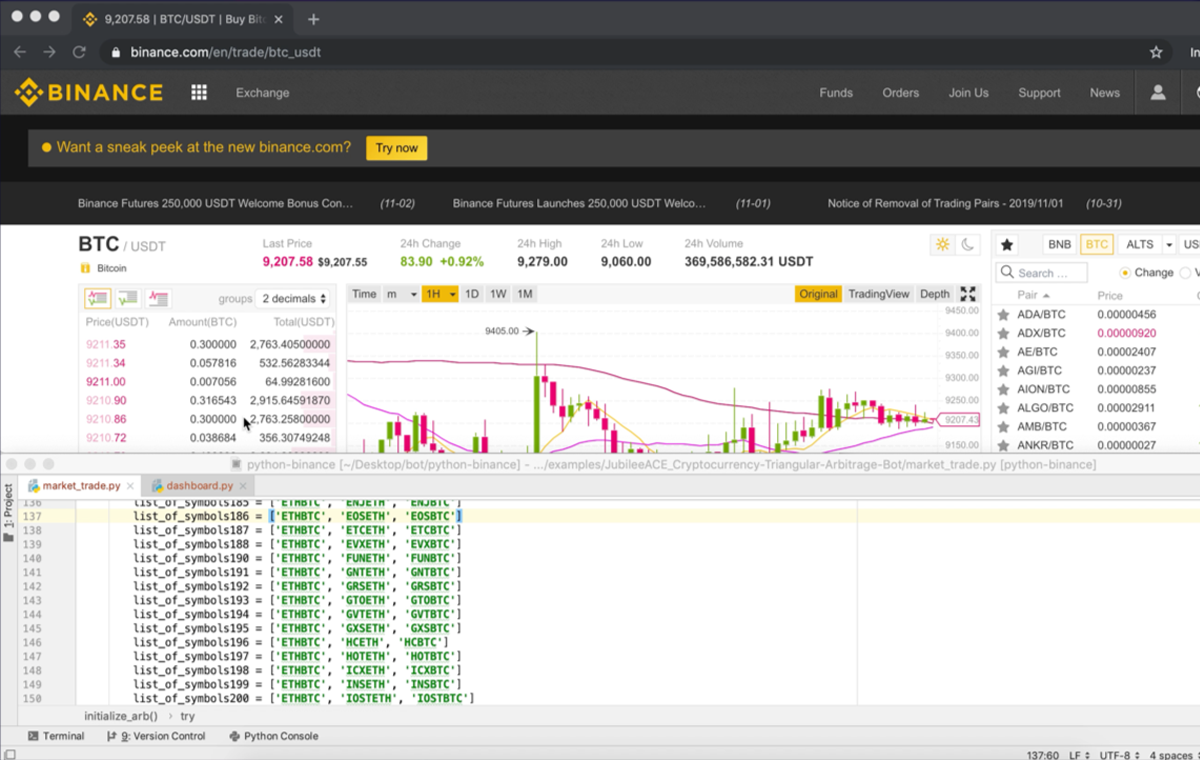 9,207.58 | BTC/USDT | Buy Bit
binance.com/en/trade/btc_usdt
In
BINANCE Exchange Funds Orders Join Us Support News
Want a sneak peek at the new binance.com? Try now
Binance Futures 250,000 USDT Welcome Bonus Con... (11-02) Binance Futures Launches 250,000 USDT Welco... (11-01) Notice of Removal of Trading Pairs - 2019/11/01 (10-31)
BTC / USDT
Bitcoin
Last Price
9,207.58 $9,207.55
24h Change
83.90 +0.92%
24h High
9,279.00
24h Low
9,060.00
24h Volume
369,586,582.31 USDT
groups 2 decimals
Price(USDT) Amount(BTC) Total(USDT)
9211.35 0.300000 2,763.40500000
9211.34 0.057816 532.56283344
9211.00 0.007056 64.99281600
9210.90 0.316543 2,915.64591870
9210.86 0.300000 2,763.25800000
9210.72 0.038684 356.30749248
Time m 1H 1D 1W 1M Original TradingView Depth
9405.00
9450.00
9400.00
9350.00
9300.00
9250.00
9207.43
9150.00
BNB BTC ALTS US
Search ... Change
Pair Price
ADA/BTC 0.00000456
ADX/BTC 0.00000920
AE/BTC 0.00002407
AGI/BTC 0.00000237
AION/BTC 0.00000855
ALGO/BTC 0.00002911
AMB/BTC 0.00000367
ANKR/BTC 0.00000027
python-binance [~/Desktop/bot/python-binance] - .../examples/JubileeACE_Cryptocurrency-Triangular-Arbitrage-Bot/market_trade.py [python-binance]
1: Project
market_trade.py dashboard.py
136 list_of_symbols185 = ['ETHBTC', 'ENJETH', 'ENJBTC']
137 list_of_symbols186 = ['ETHBTC', 'EOSETH', 'EOSBTC']
138 list_of_symbols187 = ['ETHBTC', 'ETCETH', 'ETCBTC']
139 list_of_symbols188 = ['ETHBTC', 'EVXETH', 'EVXBTC']
140 list_of_symbols190 = ['ETHBTC', 'FUNETH', 'FUNBTC']
141 list_of_symbols191 = ['ETHBTC', 'GNTETH', 'GNTBTC']
142 list_of_symbols192 = ['ETHBTC', 'GRSETH', 'GRSBTC']
143 list_of_symbols193 = ['ETHBTC', 'GTOETH', 'GTOBTC']
144 list_of_symbols194 = ['ETHBTC', 'GVTETH', 'GVTBTC']
145 list_of_symbols195 = ['ETHBTC', 'GXSETH', 'GXSBTC']
146 list_of_symbols196 = ['ETHBTC', 'HCETH', 'HCBTC']
147 list_of_symbols197 = ['ETHBTC', 'HOTETH', 'HOTBTC']
148 list_of_symbols198 = ['ETHBTC', 'ICXETH', 'ICXBTC']
149 list_of_symbols199 = ['ETHBTC', 'INSETH', 'INSBTC']
150 list_of_symbols200 = ['ETHBTC', 'IOSTETH', 'IOSTBTC']
initialize_arb() › try
Terminal 9: Version Control Python Console
137:60 LF UTF-8 4 spaces